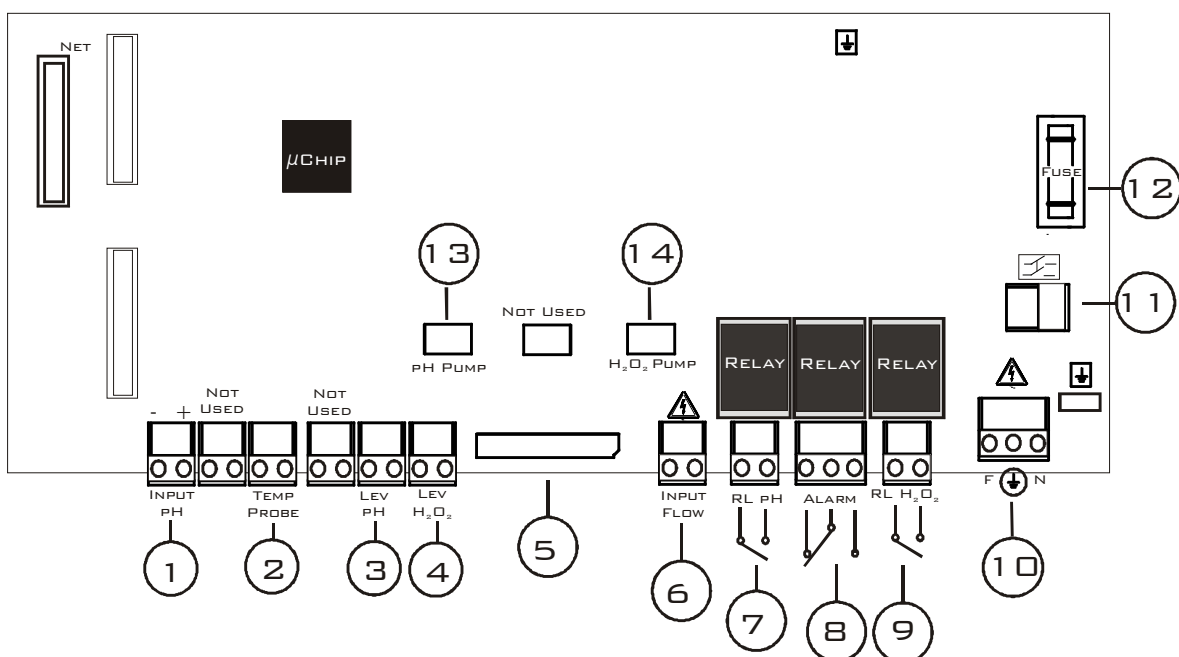 NET
µCHIP
FUSE
12
13
14
11
NOT USED
pH PUMP
H₂O₂ PUMP
RELAY
RELAY
RELAY
NOT
USED
NOT
USED
- +
INPUT
pH
TEMP
PROBE
LEV
pH
LEV
H₂O₂
INPUT
FLOW
RL pH
ALARM
RL H₂O₂
F N
1
2
3
4
5
6
7
8
9
10